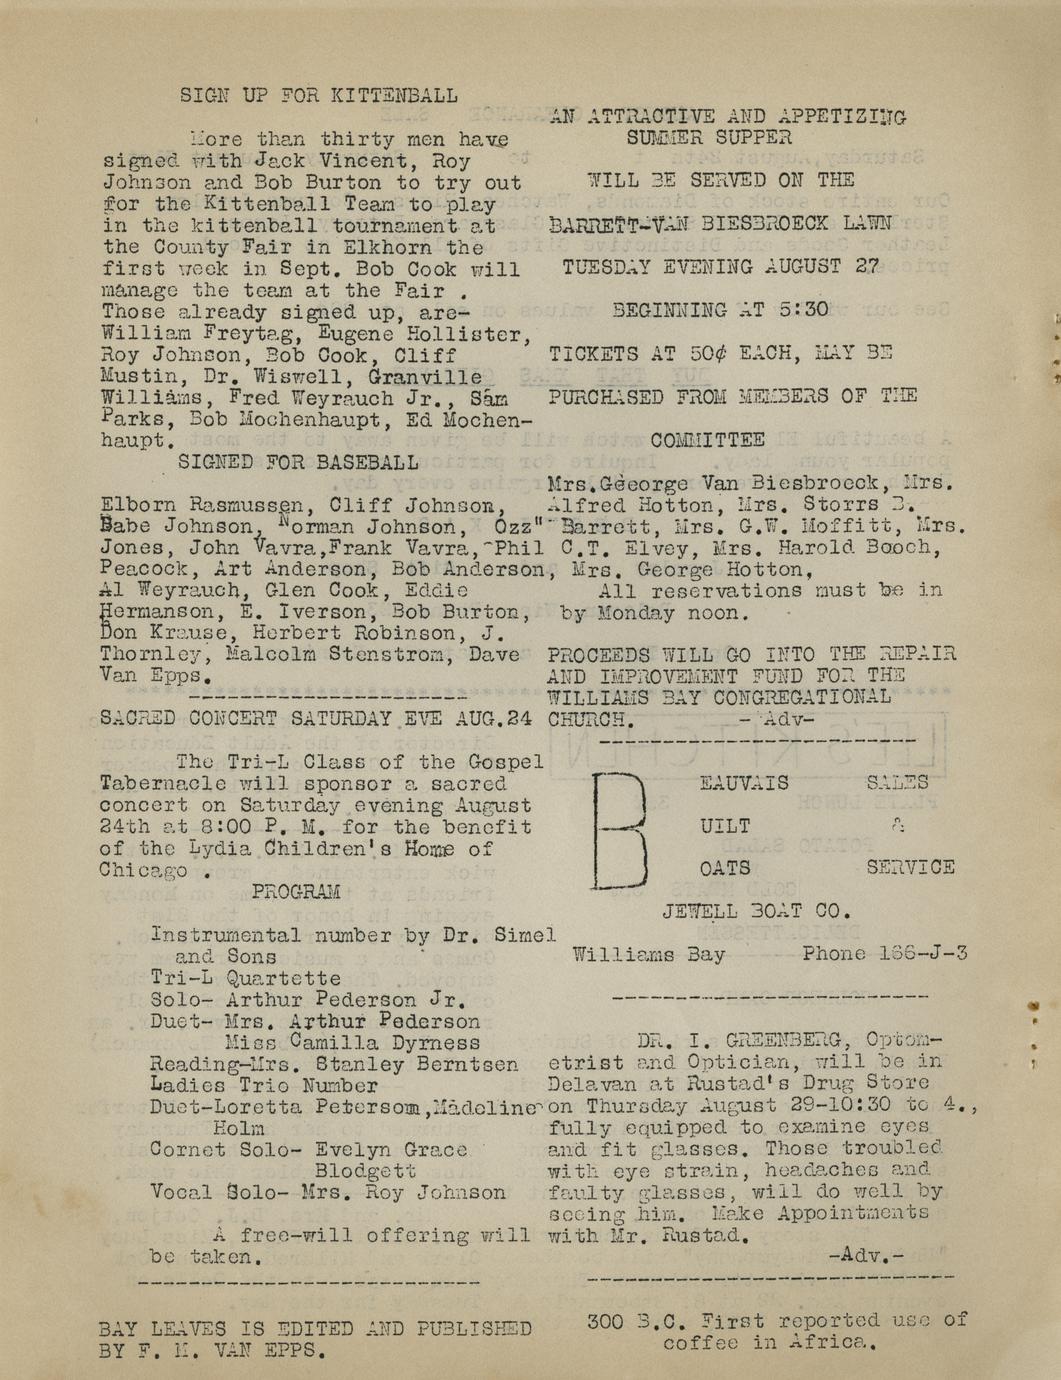 SIGN UP FOR KITTENBALL
More than thirty men have
signed with Jack Vincent, Roy
Johnson and Bob Burton to try out
for the Kittenball Team to play
in the kittenball tournament at
the County Fair in Elkhorn the
first week in Sept. Bob Cook will
manage the team at the Fair .
Those already signed up, are-
William Freytag, Eugene Hollister,
Roy Johnson, Bob Cook, Cliff
Mustin, Dr. Wiswell, Granville
Williams, Fred Weyrauch Jr., Sam
Parks, Bob Mochenhaupt, Ed Mochen-
haupt.
SIGNED FOR BASEBALL
Elborn Rasmussen, Cliff Johnson,
Babe Johnson, Norman Johnson, Ozz"
Jones, John Vavra,Frank Vavra, Phil
Peacock, Art Anderson, Bob Anderson,
Al Weyrauch, Glen Cook, Eddie
Hermanson, E. Iverson, Bob Burton,
Don Krause, Herbert Robinson, J.
Thornley, Malcolm Stenstrom, Dave
Van Epps.
SACRED CONCERT SATURDAY EVE AUG.24
The Tri-L Class of the Gospel
Tabernacle will sponsor a sacred
concert on Saturday evening August
24th at 8:00 P. M. for the benefit
of the Lydia Children's Home of
Chicago .
PROGRAM
Instrumental number by Dr. Simel
and Sons
Tri-L Quartette
Solo- Arthur Pederson Jr.
Duet- Mrs. Arthur Pederson
Miss Camilla Dyrness
Reading-Mrs. Stanley Berntsen
Ladies Trio Number
Duet-Loretta Petersom,Madeline
Holm
Cornet Solo- Evelyn Grace
Blodgett
Vocal Solo- Mrs. Roy Johnson
A free-will offering will
be taken.
BAY LEAVES IS EDITED AND PUBLISHED
BY F. M. VAN EPPS.
AN ATTRACTIVE AND APPETIZING
SUMMER SUPPER
WILL BE SERVED ON THE
BARRETT-VAN BIESBROECK LAWN
TUESDAY EVENING AUGUST 27
BEGINNING AT 5:30
TICKETS AT 50¢ EACH, MAY BE
PURCHASED FROM MEMBERS OF THE
COMMITTEE
Mrs.Geeorge Van Biesbroeck, Mrs.
Alfred Hotton, Mrs. Storrs B.
Barrett, Mrs. G.W. Moffitt, Mrs.
C.T. Elvey, Mrs. Harold Booch,
Mrs. George Hotton,
All reservations must be in
by Monday noon.
PROCEEDS WILL GO INTO THE REPAIR
AND IMPROVEMENT FUND FOR THE
WILLIAMS BAY CONGREGATIONAL
CHURCH. - Adv-
B EAUVAIS SALES
UILT &
OATS SERVICE
JEWELL BOAT CO.
Williams Bay Phone 166-J-3
DR. I. GREENBERG, Optom-
etrist and Optician, will be in
Delavan at Rustad's Drug Store
on Thursday August 29-10:30 to 4.,
fully equipped to examine eyes
and fit glasses. Those troubled
with eye strain, headaches and
faulty glasses, will do well by
seeing him. Make Appointments
with Mr. Rustad.
-Adv.-
300 B.C. First reported use of
coffee in Africa.